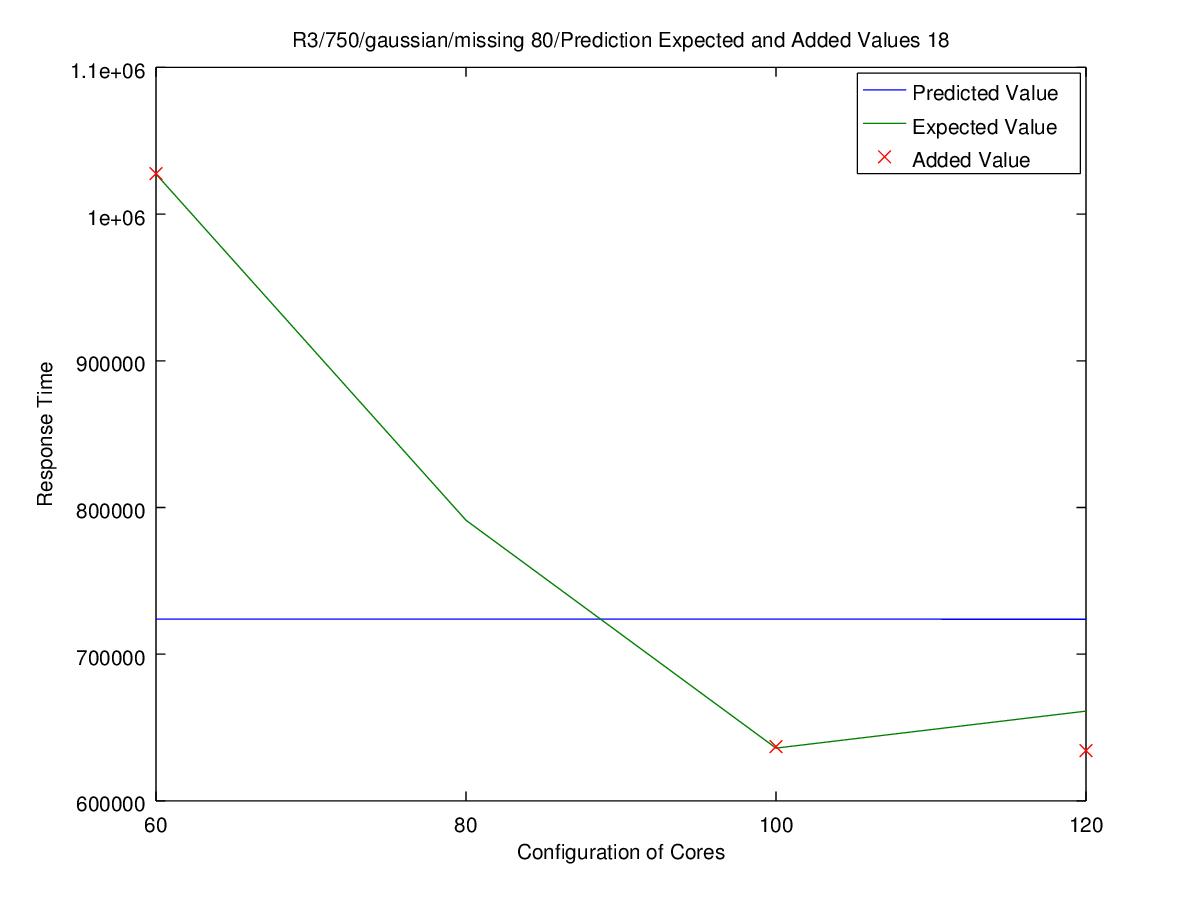 R3/750/gaussian/missing 80/Prediction Expected and Added Values 18
1.1e+06
1e+06
900000
800000
700000
600000
Response Time
Predicted Value
Expected Value
Added Value
60
80
100
120
Configuration of Cores